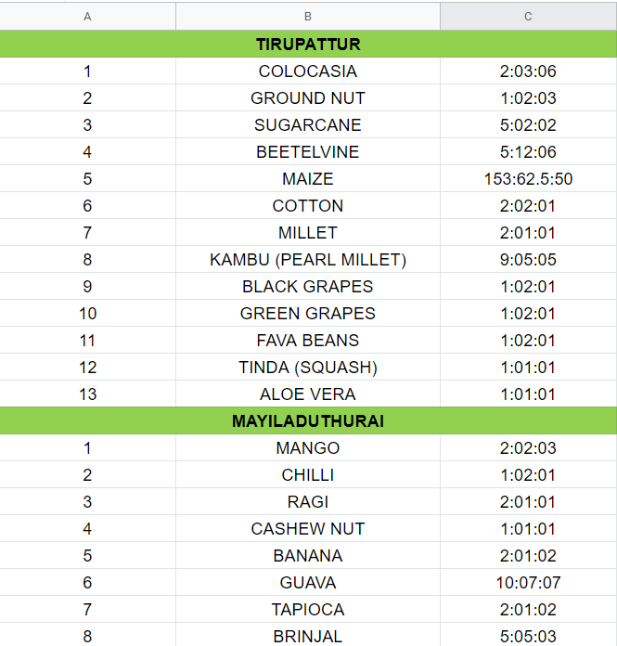 A B C
TIRUPATTUR
1 COLOCASIA 2:03:06
2 GROUND NUT 1:02:03
3 SUGARCANE 5:02:02
4 BEETELVINE 5:12:06
5 MAIZE 153:62.5:50
6 COTTON 2:02:01
7 MILLET 2:01:01
8 KAMBU (PEARL MILLET) 9:05:05
9 BLACK GRAPES 1:02:01
10 GREEN GRAPES 1:02:01
11 FAVA BEANS 1:02:01
12 TINDA (SQUASH) 1:01:01
13 ALOE VERA 1:01:01
MAYILADUTHURAI
1 MANGO 2:02:03
2 CHILLI 1:02:01
3 RAGI 2:01:01
4 CASHEW NUT 1:01:01
5 BANANA 2:01:02
6 GUAVA 10:07:07
7 TAPIOCA 2:01:02
8 BRINJAL 5:05:03